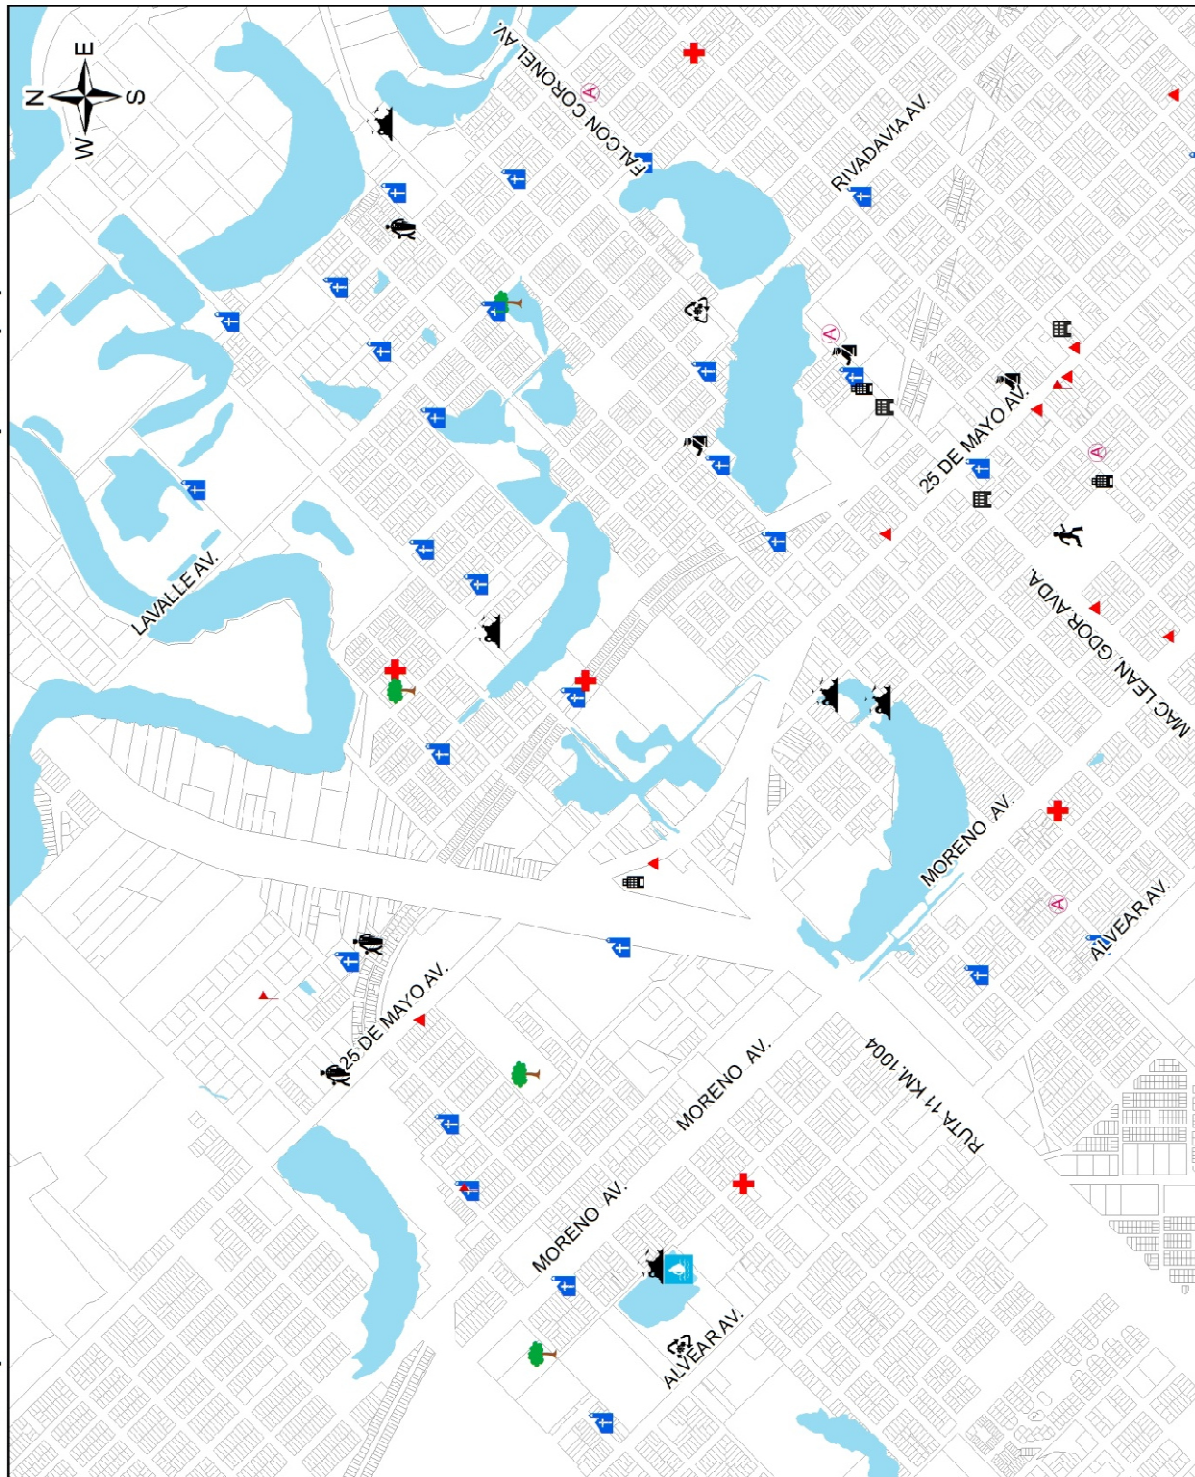 N
W E
S
FALCON CORONEL AV.
A
RIVADAVIA AV.
A
LAVALLE AV.
25 DE MAYO AV.
A
MAC LEAN, GDOR AVDA.
MORENO AV.
A
ALVEAR AV.
25 DE MAYO AV.
MORENO AV.
RUTA 11 KM.1004
MORENO AV.
ALVEAR AV.